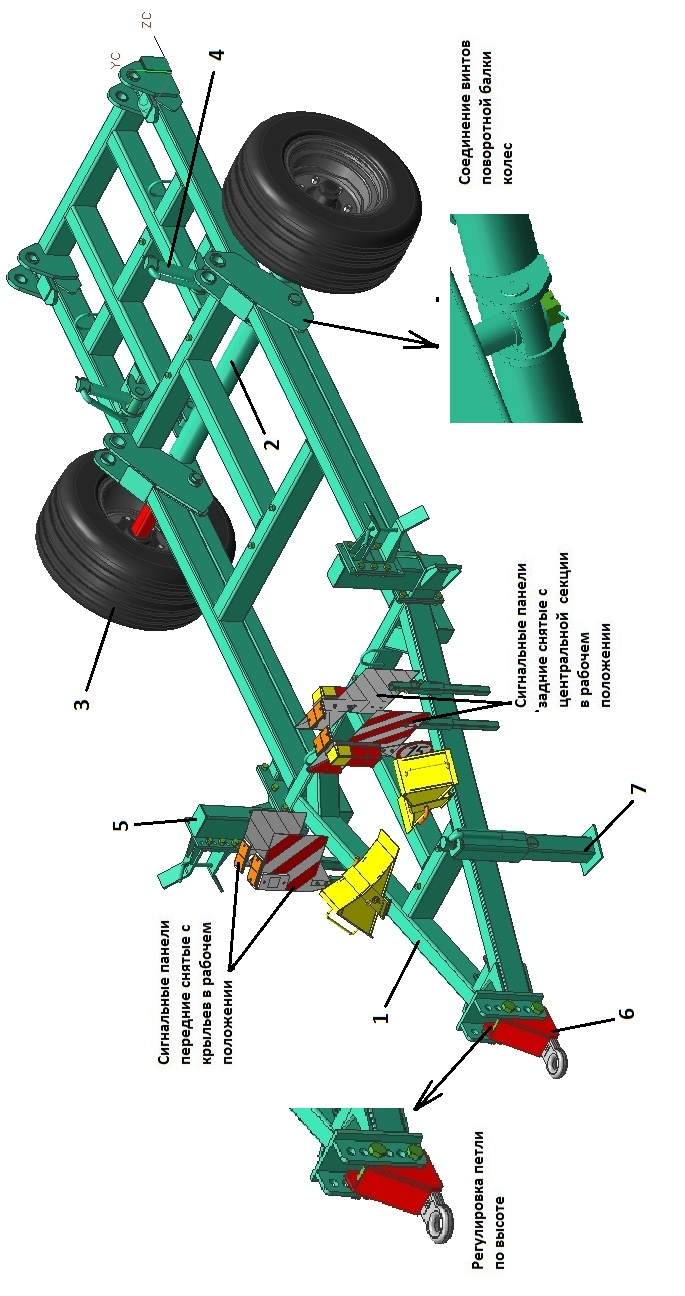 YC
ZC
3
5
Сигнальные панели
передние снятые с
крыльев в рабочем
положении
4
2
1
75
Соединение винтов
поворотной балки
колес
Регулировка петли
по высоте
Сигнальные панели
задние снятые с
центральной секции
в рабочем
положении
6
7